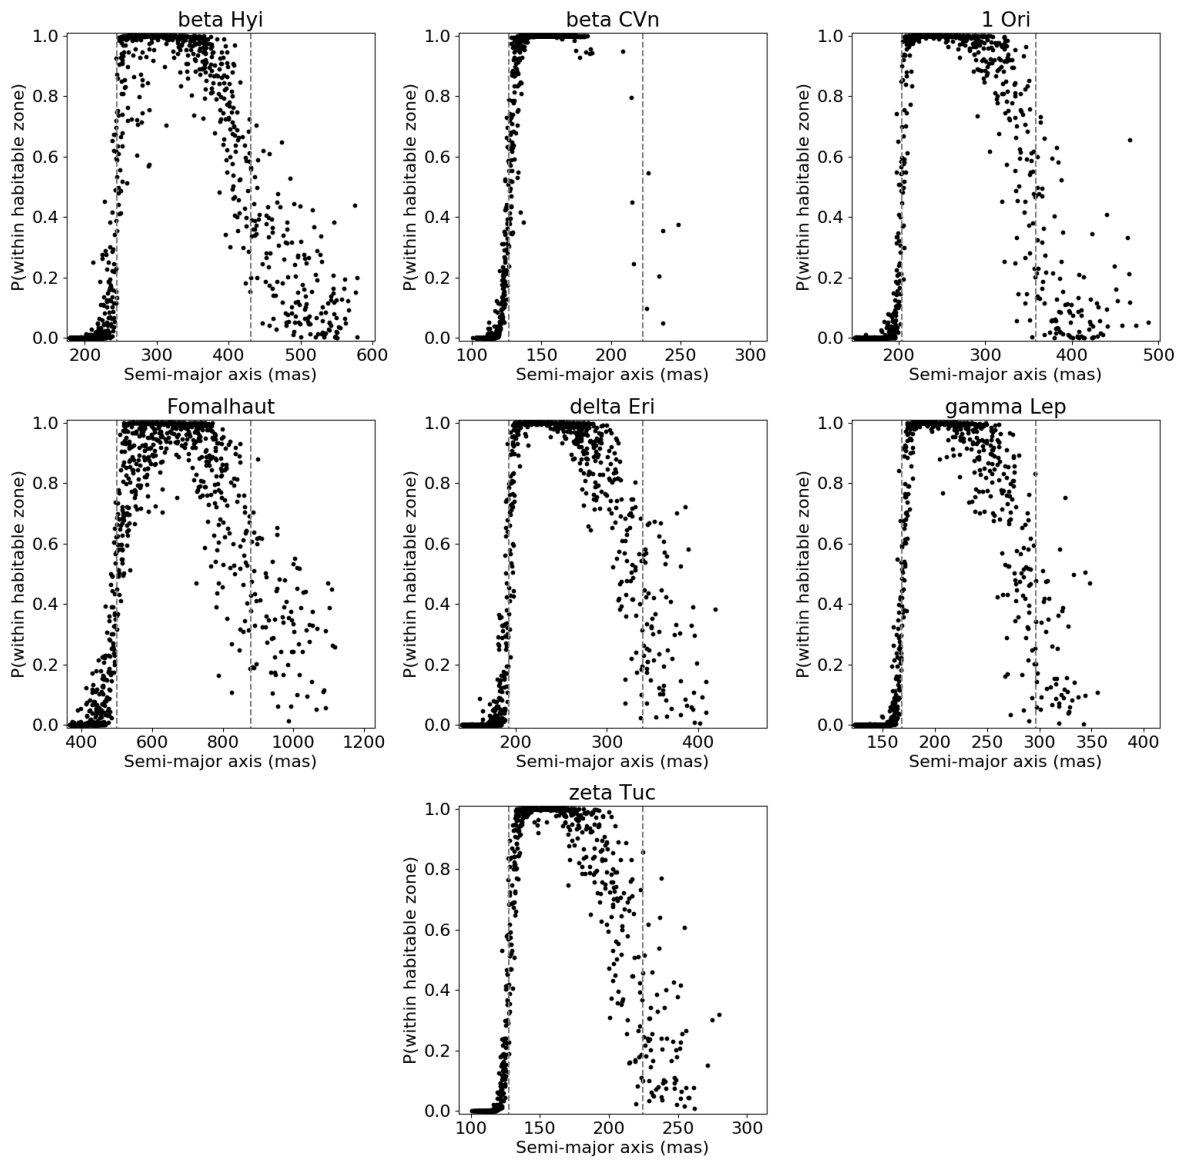 beta Hyi
1.0
0.8
0.6
0.4
0.2
0.0
P(within habitable zone)
200 300 400 500 600
Semi-major axis (mas)
beta CVn
1.0
0.8
0.6
0.4
0.2
0.0
P(within habitable zone)
100 150 200 250 300
Semi-major axis (mas)
1 Ori
1.0
0.8
0.6
0.4
0.2
0.0
P(within habitable zone)
200 300 400 500
Semi-major axis (mas)
Fomalhaut
1.0
0.8
0.6
0.4
0.2
0.0
P(within habitable zone)
400 600 800 1000 1200
Semi-major axis (mas)
delta Eri
1.0
0.8
0.6
0.4
0.2
0.0
P(within habitable zone)
200 300 400
Semi-major axis (mas)
gamma Lep
1.0
0.8
0.6
0.4
0.2
0.0
P(within habitable zone)
150 200 250 300 350 400
Semi-major axis (mas)
zeta Tuc
1.0
0.8
0.6
0.4
0.2
0.0
P(within habitable zone)
100 150 200 250 300
Semi-major axis (mas)